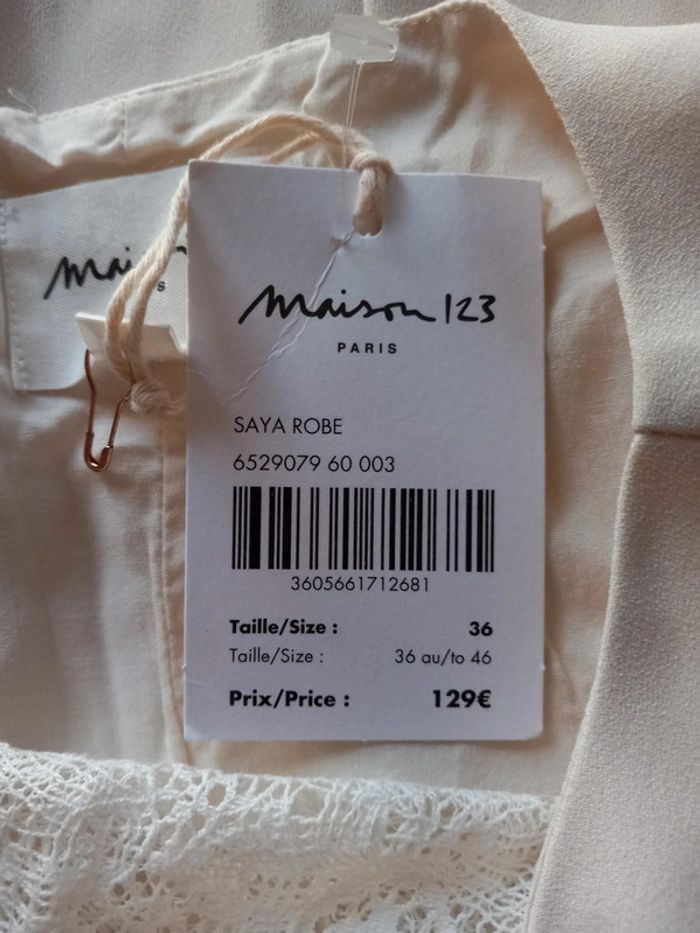 maison 123
PARIS
SAYA ROBE
6529079 60 003
3605661712681
Taille/Size : 36
Taille/Size : 36 au/to 46
Prix/Price : 129€